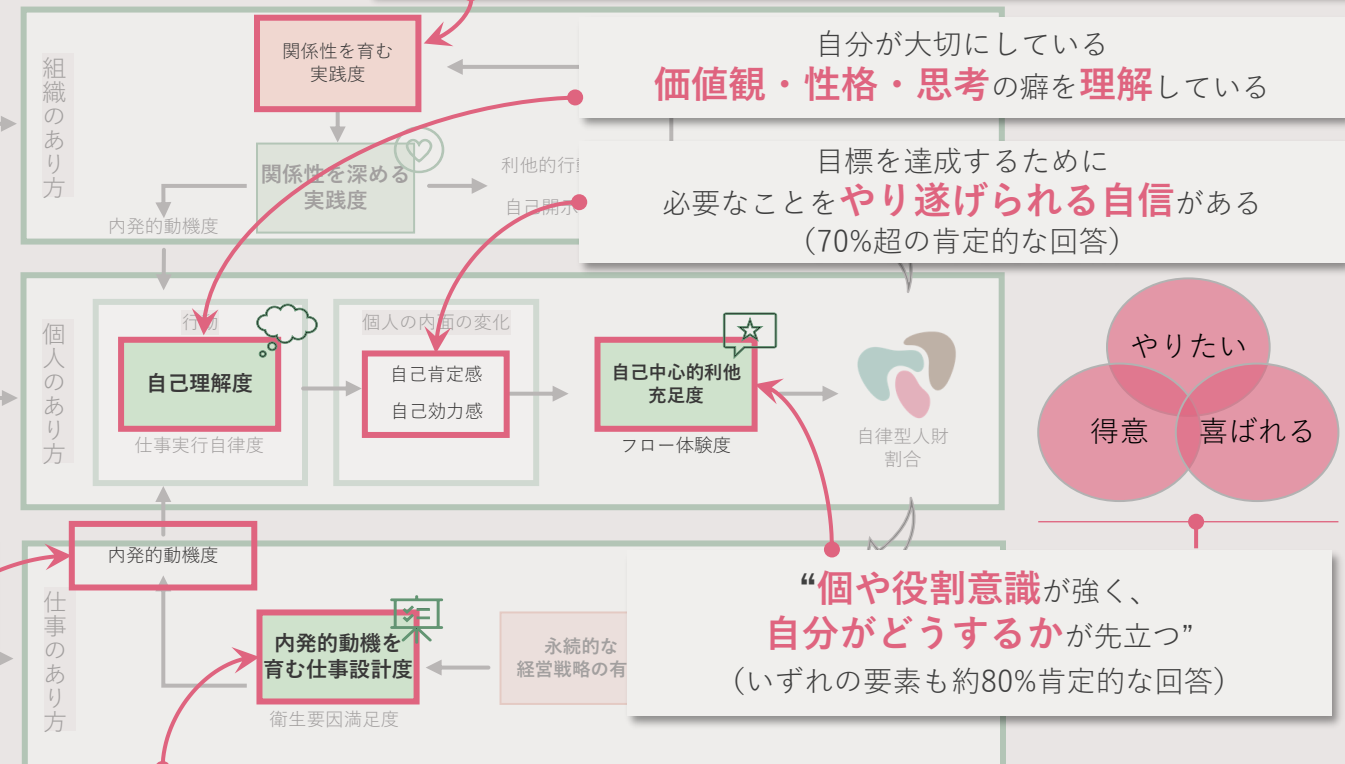 組織のあり方
関係性を育む
実践度
自分が大切にしている
価値観・性格・思考の癖を理解している
関係性を深める
実践度
利他的行
自己開示
内発的動機度
目標を達成するために
必要なことをやり遂げられる自信がある
（70%超の肯定的な回答）
個人のあり方
行動
自己理解度
仕事実行自律度
個人の内面の変化
自己肯定感
自己効力感
自己中心的利他
充足度
フロー体験度
自律型人財
割合
やりたい
得意
喜ばれる
仕事のあり方
内発的動機度
内発的動機を
育む仕事設計度
衛生要因満足度
永続的な
経営戦略の有
“個や役割意識が強く、
自分がどうするかが先立つ”
（いずれの要素も約80%肯定的な回答）